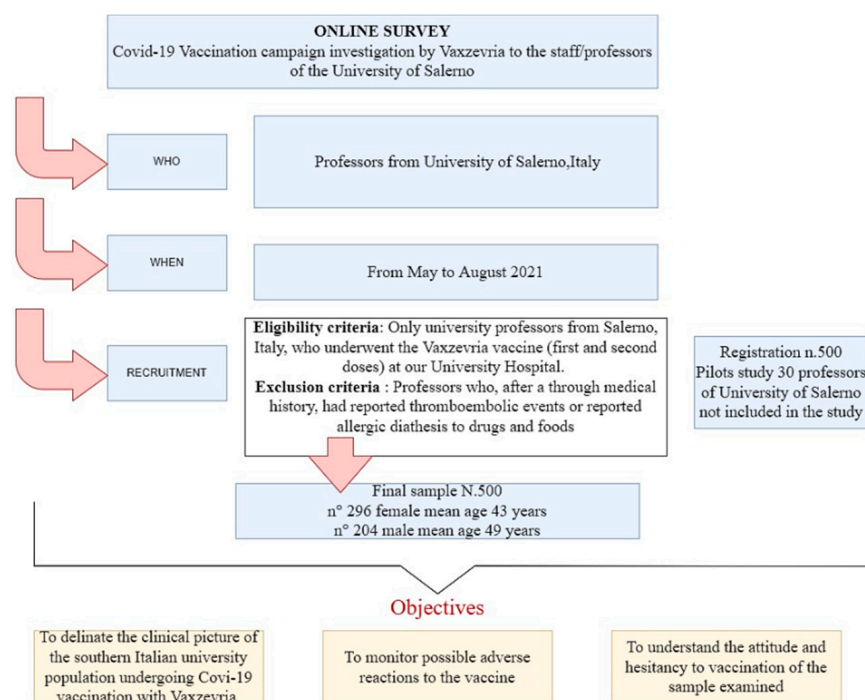 ONLINE SURVEY
Covid-19 Vaccination campaign investigation by Vaxzevria to the staff/professors
of the University of Salerno
WHO
Professors from University of Salerno,Italy
WHEN
From May to August 2021
RECRUITMENT
Eligibility criteria: Only university professors from Salerno,
Italy, who underwent the Vaxzevria vaccine (first and second
doses) at our University Hospital.
Exclusion criteria : Professors who, after a through medical
history, had reported thromboembolic events or reported
allergic diathesis to drugs and foods
Registration n.500
Pilots study 30 professors
of University of Salerno
not included in the study
Final sample N.500
n° 296 female mean age 43 years
n° 204 male mean age 49 years
Objectives
To delinate the clinical picture of
the southern Italian university
population undergoing Covi-19
vaccination with Vaxzevria
To monitor possible adverse
reactions to the vaccine
To understand the attitude and
hesitancy to vaccination of the
sample examined